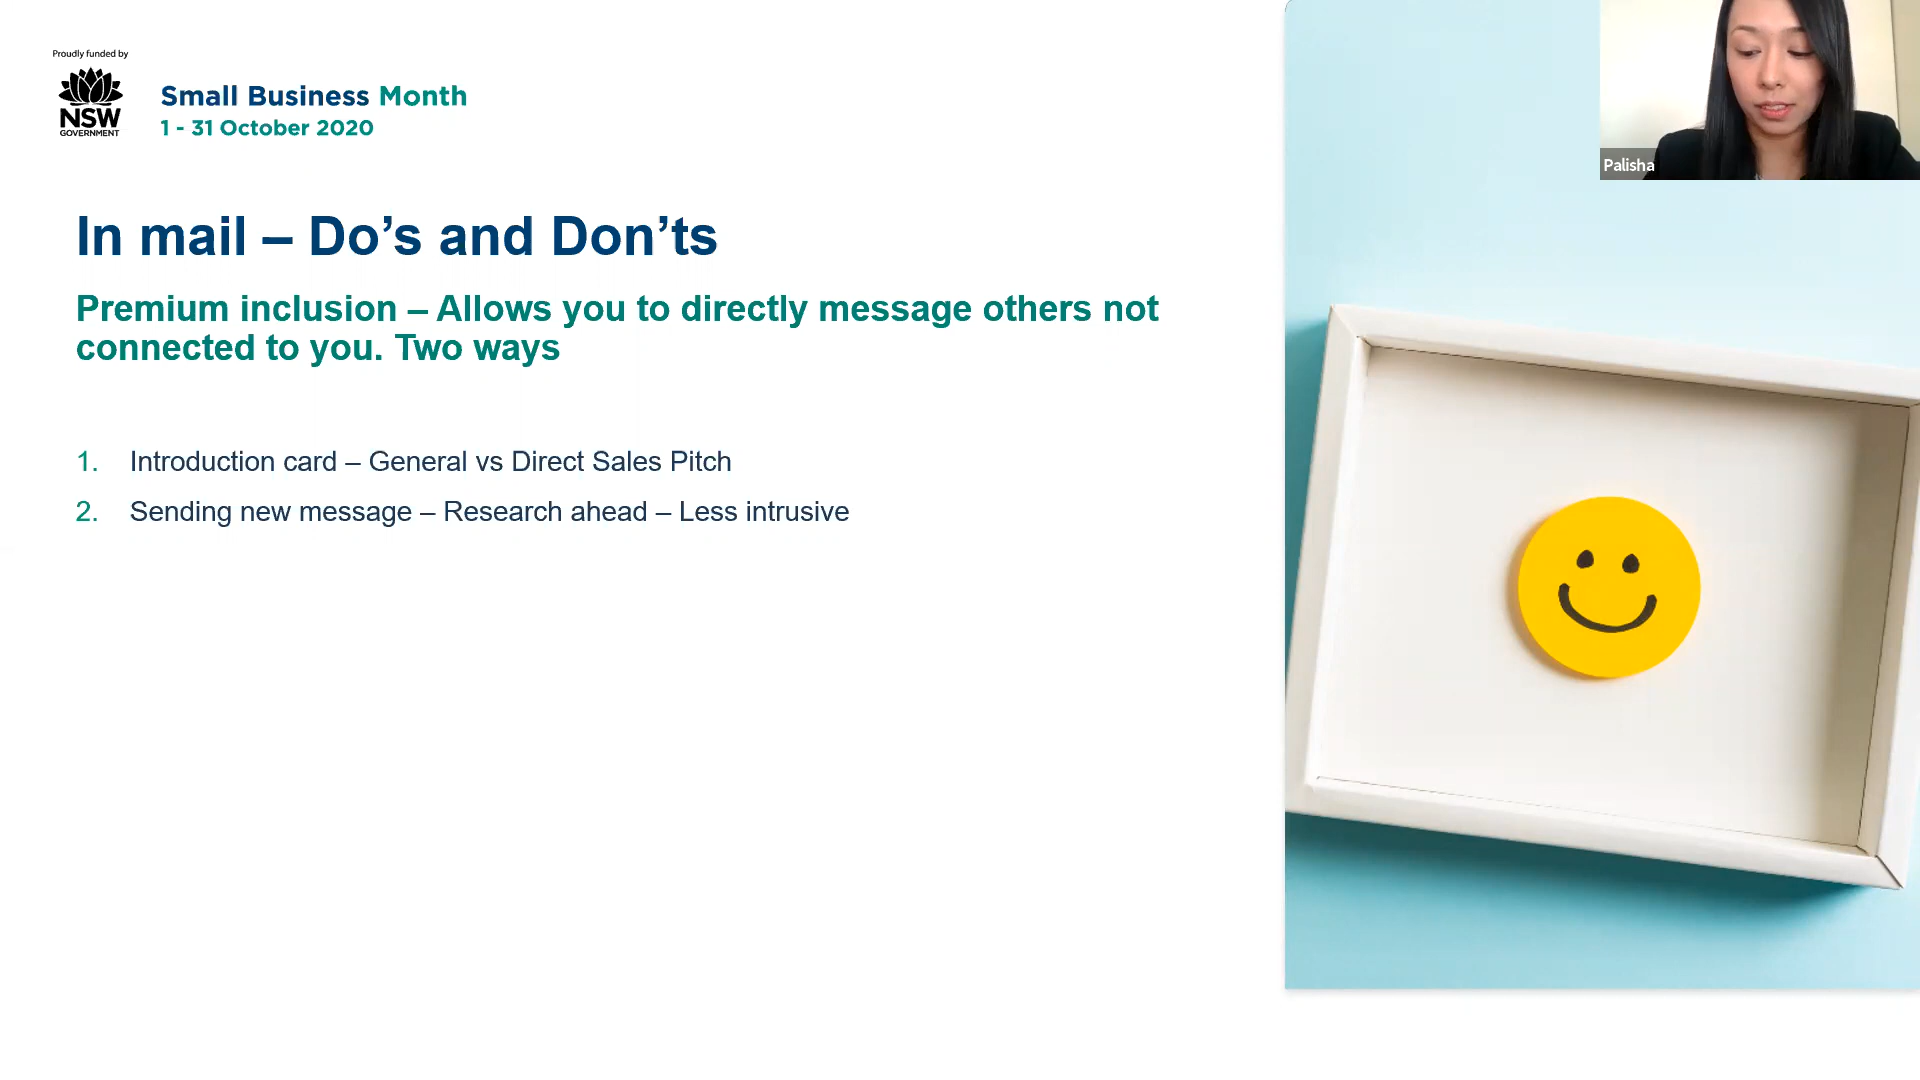 Proudly funded by
NSW
GOVERNMENT
Small Business Month
1 - 31 October 2020
Palisha
In mail – Do’s and Don’ts
Premium inclusion – Allows you to directly message others not
connected to you. Two ways
1. Introduction card – General vs Direct Sales Pitch
2. Sending new message – Research ahead – Less intrusive